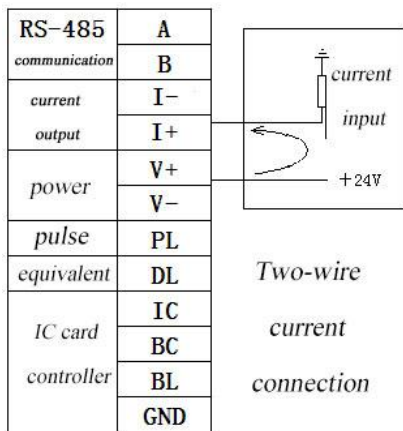 RS-485 A
communication B
current I-
output I+
power V+
V-
pulse PL
equivalent DL
IC card IC
controller BC
BL
GND
current
input
+24V
Two-wire
current
connection